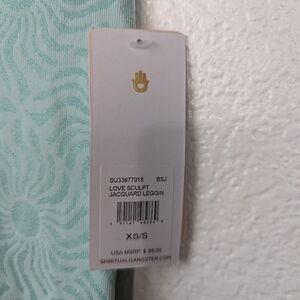 SU33677018 BSJ
LOVE SCULPT
JACQUARD LEGGIN
XS/S
USA MSRP: $ 88.00
SPIRITUALGANGSTER.COM